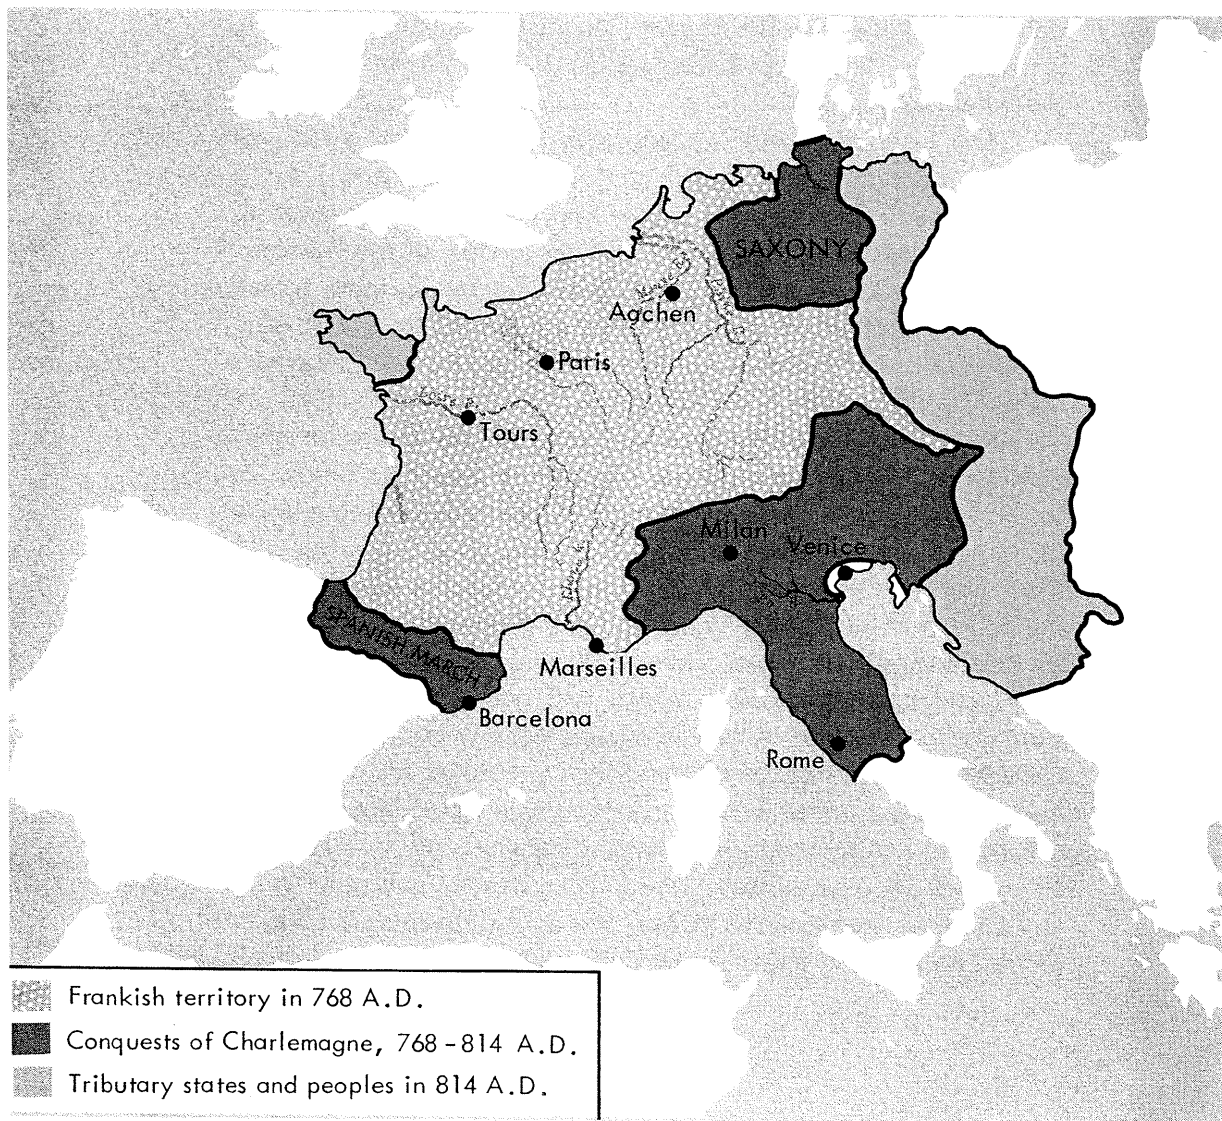 SAXONY
Meuse R.
Aachen
Paris
Loire R.
Tours
Milan
Venice
SPANISH MARCH
Marseilles
Barcelona
Rome
Frankish territory in 768 A.D.
Conquests of Charlemagne, 768-814 A.D.
Tributary states and peoples in 814 A.D.